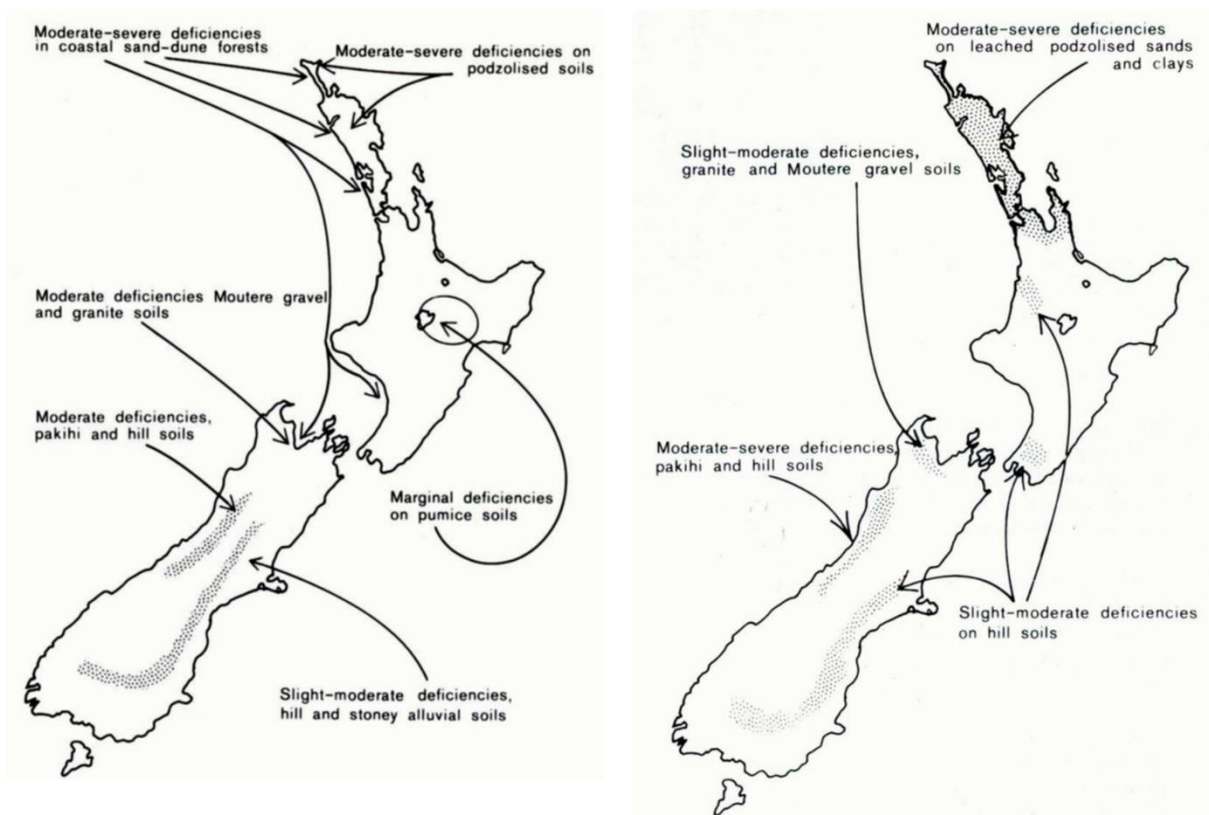 Moderate-severe deficiencies
in coastal sand-dune forests
Moderate-severe deficiencies on
podzolised soils
Moderate deficiencies Moutere gravel
and granite soils
Moderate deficiencies,
pakihi and hill soils
Marginal deficiencies
on pumice soils
Slight-moderate deficiencies,
hill and stoney alluvial soils
Moderate-severe deficiencies
on leached podzolised sands
and clays
Slight-moderate deficiencies,
granite and Moutere gravel soils
Moderate-severe deficiencies,
pakihi and hill soils
Slight-moderate deficiencies
on hill soils